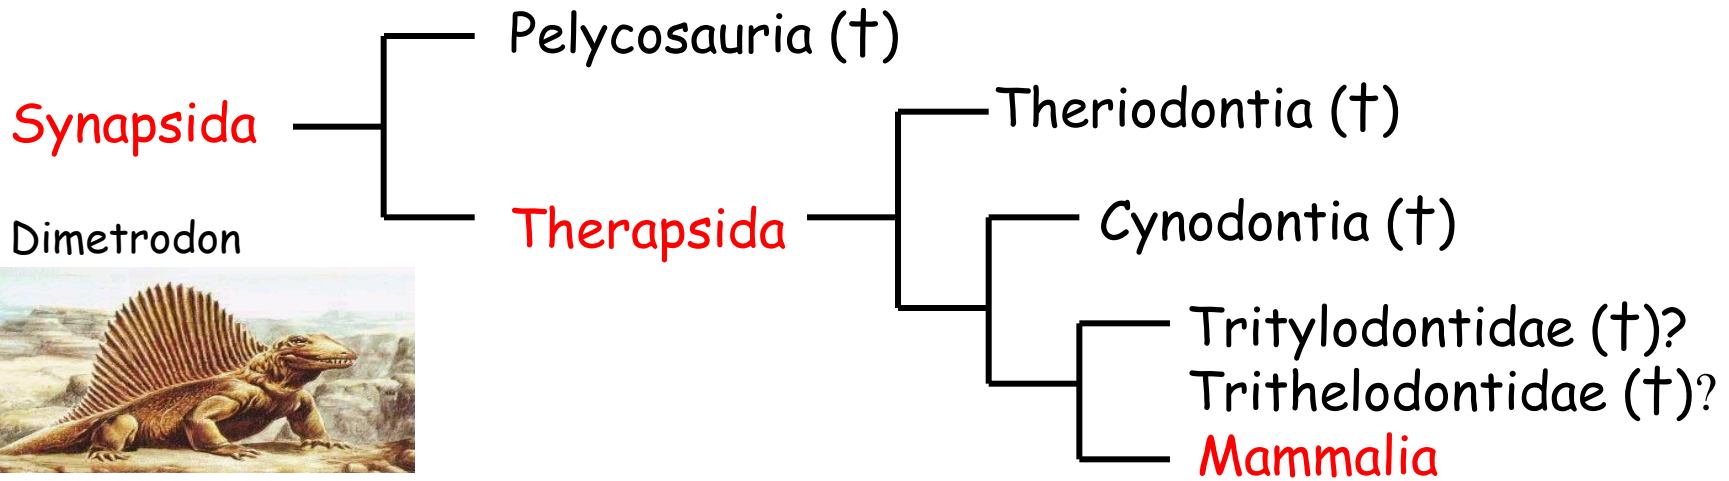 Pelycosauria (†)
Theriodontia (†)
Synapsida
Cynodontia (†)
Therapsida
Dimetrodon
Tritylodontidae (†)?
Trithelodontidae (†)?
Mammalia